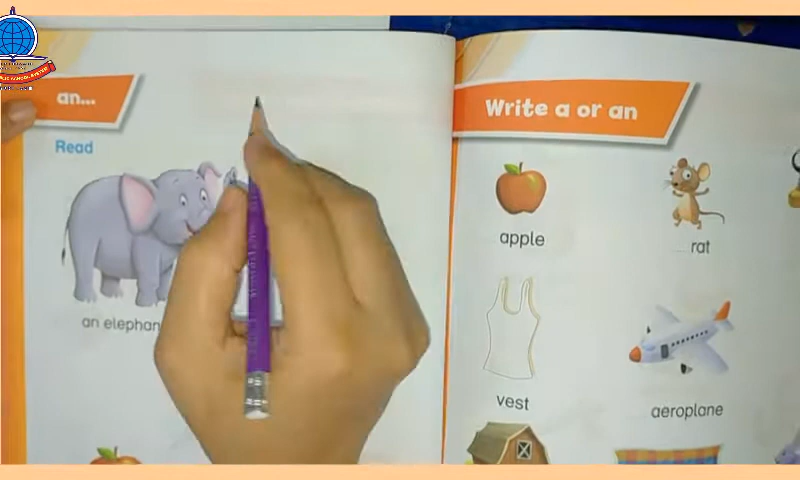 an...
Read
an elephan
Write a or an
apple
rat
vest
aeroplane